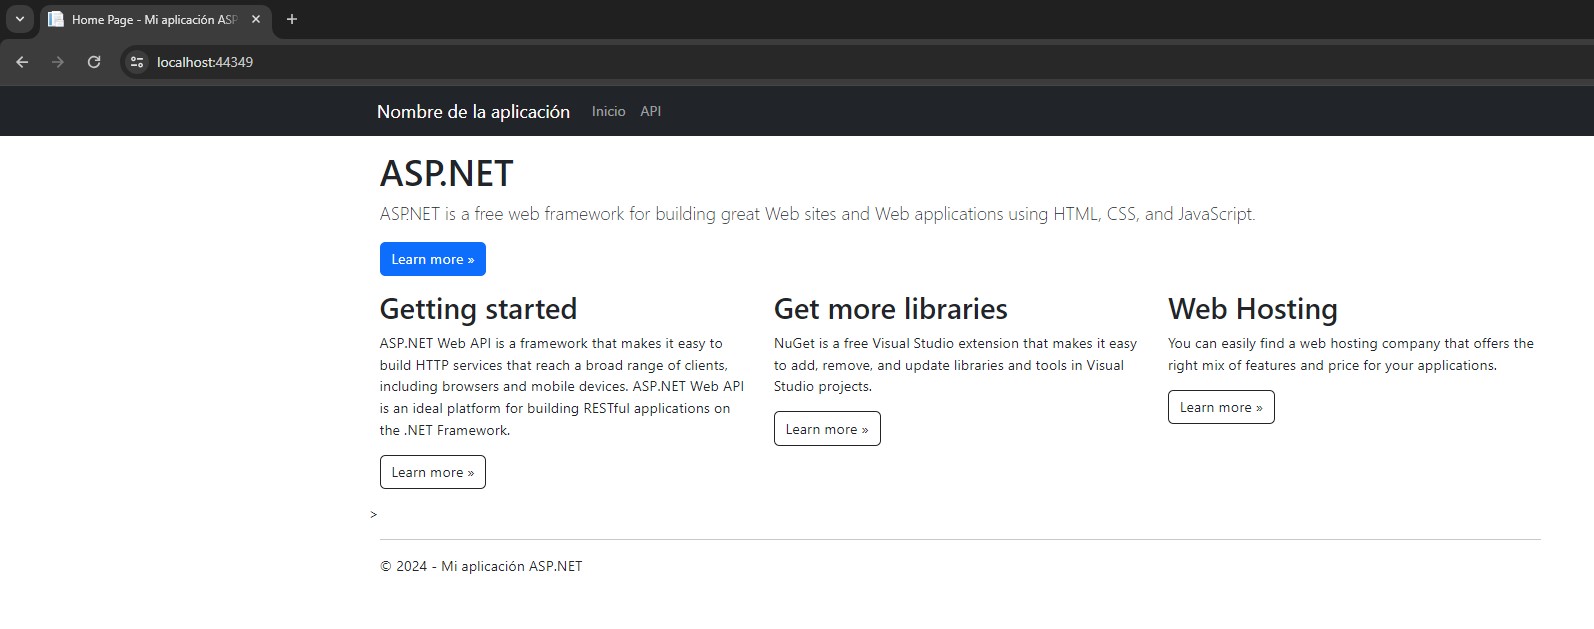 Home Page - Mi aplicación ASP
localhost:44349
Nombre de la aplicación Inicio API
ASP.NET
ASP.NET is a free web framework for building great Web sites and Web applications using HTML, CSS, and JavaScript.
Learn more »
Getting started
ASP.NET Web API is a framework that makes it easy to
build HTTP services that reach a broad range of clients,
including browsers and mobile devices. ASP.NET Web API
is an ideal platform for building RESTful applications on
the .NET Framework.
Learn more »
Get more libraries
NuGet is a free Visual Studio extension that makes it easy
to add, remove, and update libraries and tools in Visual
Studio projects.
Learn more »
Web Hosting
You can easily find a web hosting company that offers the
right mix of features and price for your applications.
Learn more »
>
© 2024 - Mi aplicación ASP.NET